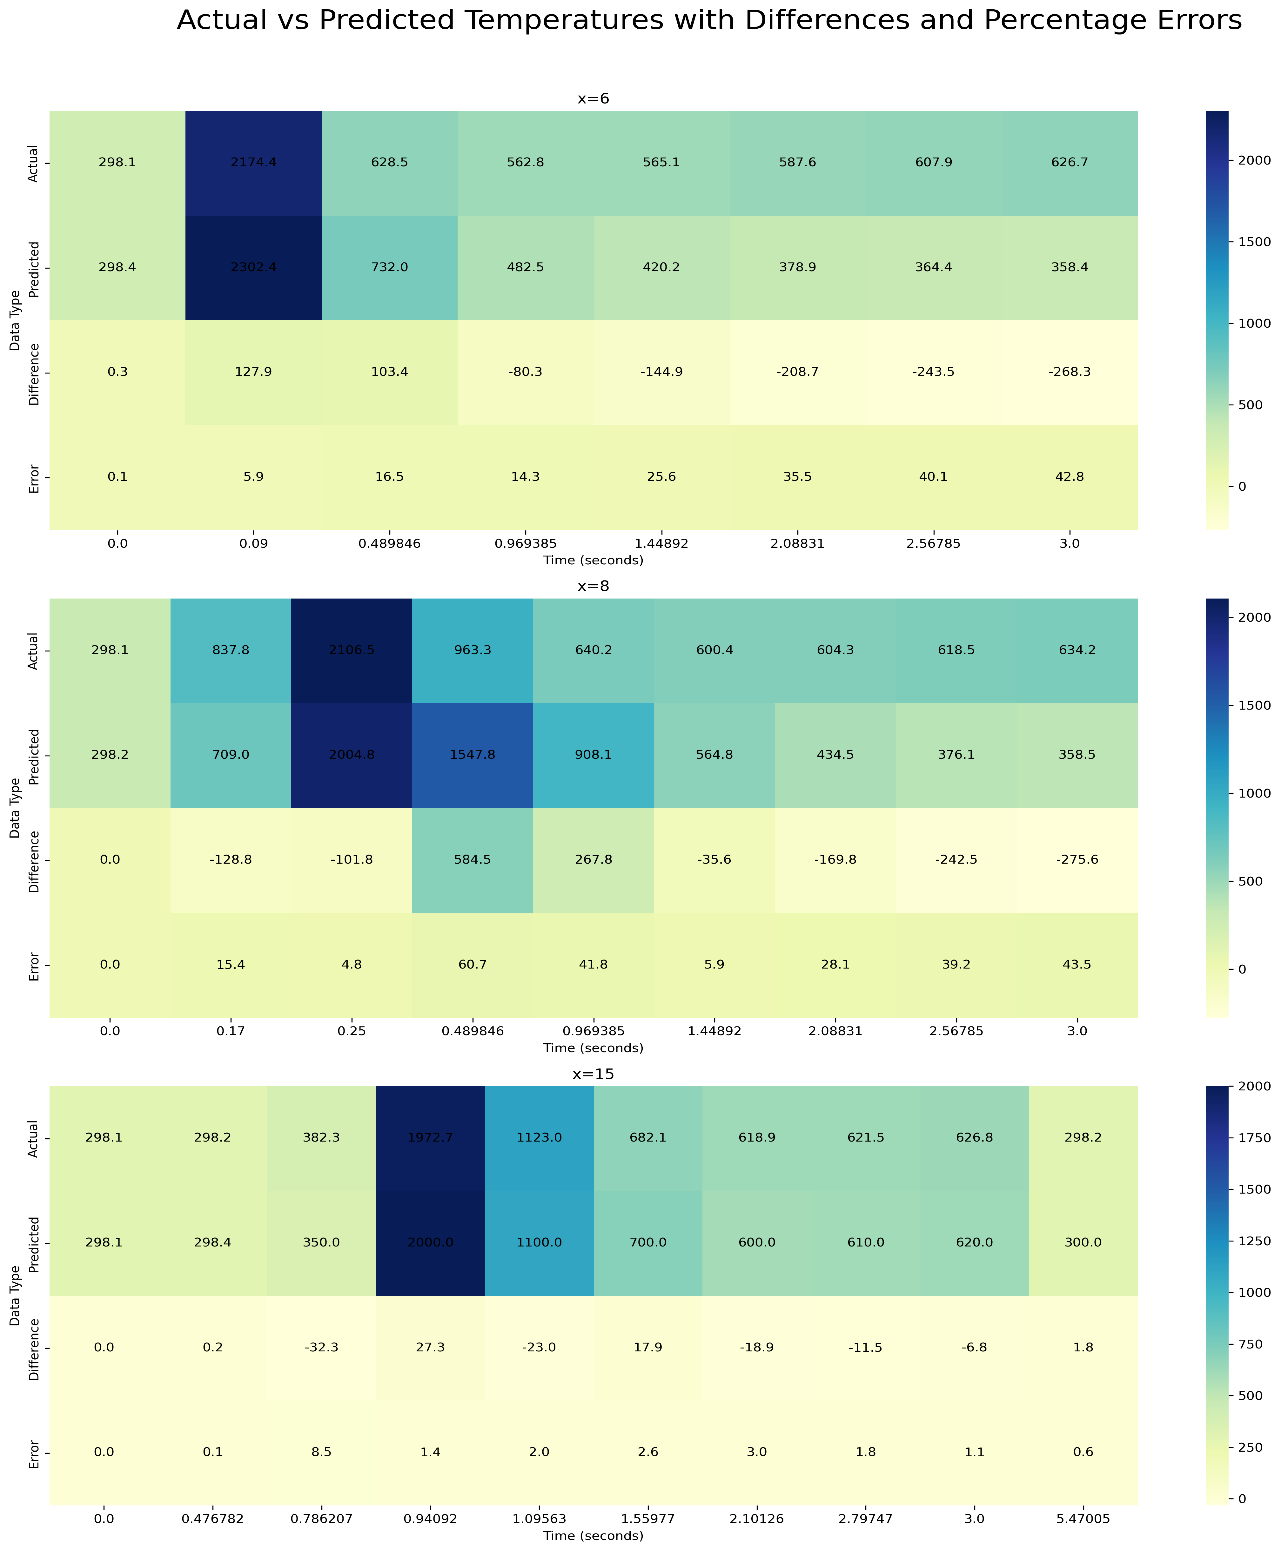 Actual vs Predicted Temperatures with Differences and Percentage Errors
x=6
Data Type
Actual 298.1 2174.4 628.5 562.8 565.1 587.6 607.9 626.7
Predicted 298.4 2302.4 732.0 482.5 420.2 378.9 364.4 358.4
Difference 0.3 127.9 103.4 -80.3 -144.9 -208.7 -243.5 -268.3
Error 0.1 5.9 16.5 14.3 25.6 35.5 40.1 42.8
0.0 0.09 0.489846 0.969385 1.44892 2.08831 2.56785 3.0
Time (seconds)
2000
1500
1000
500
0
x=8
Data Type
Actual 298.1 837.8 2106.5 963.3 640.2 600.4 604.3 618.5 634.2
Predicted 298.2 709.0 2004.8 1547.8 908.1 564.8 434.5 376.1 358.5
Difference 0.0 -128.8 -101.8 584.5 267.8 -35.6 -169.8 -242.5 -275.6
Error 0.0 15.4 4.8 60.7 41.8 5.9 28.1 39.2 43.5
0.0 0.17 0.25 0.489846 0.969385 1.44892 2.08831 2.56785 3.0
Time (seconds)
2000
1500
1000
500
0
x=15
Data Type
Actual 298.1 298.2 382.3 1972.7 1123.0 682.1 618.9 621.5 626.8 298.2
Predicted 298.1 298.4 350.0 2000.0 1100.0 700.0 600.0 610.0 620.0 300.0
Difference 0.0 0.2 -32.3 27.3 -23.0 17.9 -18.9 -11.5 -6.8 1.8
Error 0.0 0.1 8.5 1.4 2.0 2.6 3.0 1.8 1.1 0.6
0.0 0.476782 0.786207 0.94092 1.09563 1.55977 2.10126 2.79747 3.0 5.47005
Time (seconds)
2000
1750
1500
1250
1000
750
500
250
0